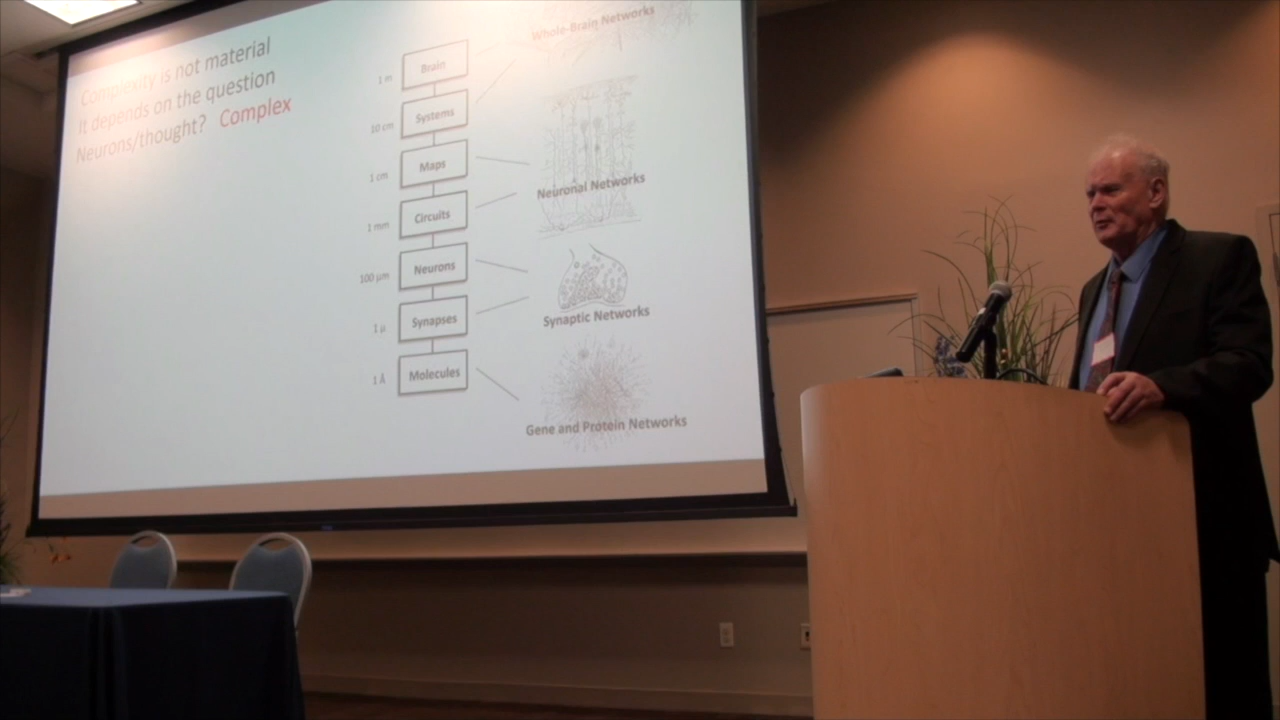 Complexity is not material
It depends on the question
Neurons/thought? Complex
1 m Brain
10 cm Systems
1 cm Maps
1 mm Circuits
100 µm Neurons
1 µ Synapses
1 Å Molecules
Whole-Brain Networks
Neuronal Networks
Synaptic Networks
Gene and Protein Networks